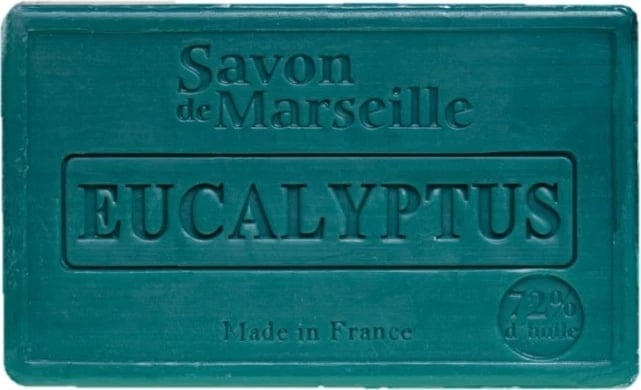 Savon
de Marseille
EUCALYPTUS
72%
d'huile
Made in France